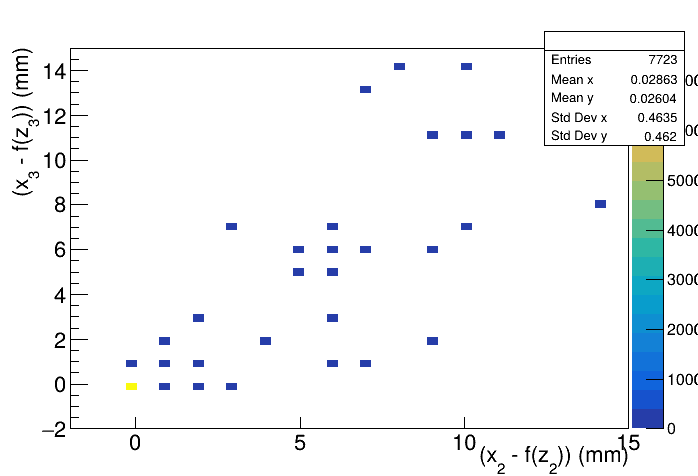 Entries 7723
Mean x 0.02863
Mean y 0.02604
Std Dev x 0.4635
Std Dev y 0.462
(x3 - f(z3)) (mm)
14
12
10
8
6
4
2
0
−2
0 5 10 15
(x2 - f(z2)) (mm)
5000
4000
3000
2000
1000
0